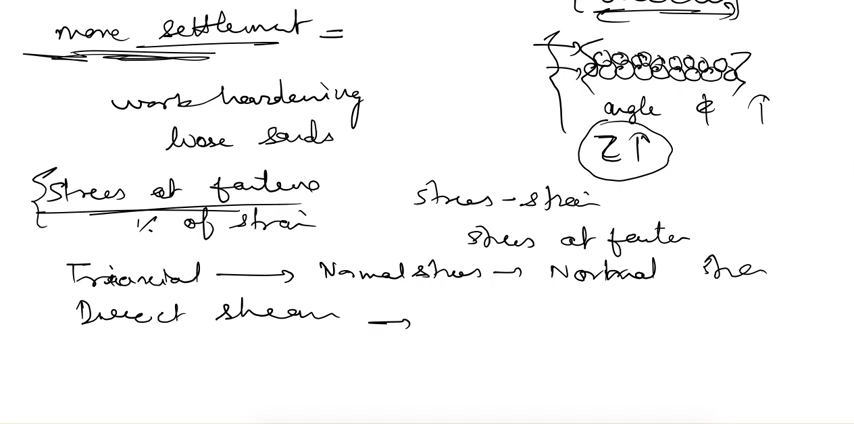 more settlement =
work hardening
loose sands
angle ϕ ↑
Z ↑
Stress at failure
% of strain
stress - strain
stress at failure
Triaxial → Normal stress → Normal strain
Direct shear →